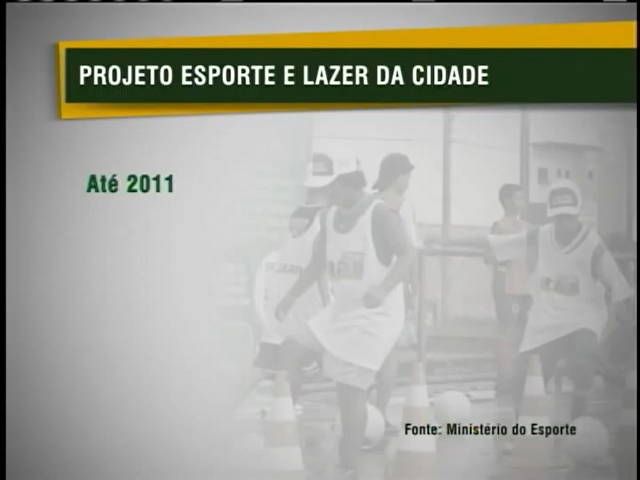 PROJETO ESPORTE E LAZER DA CIDADE
Até 2011
Fonte: Ministério do Esporte